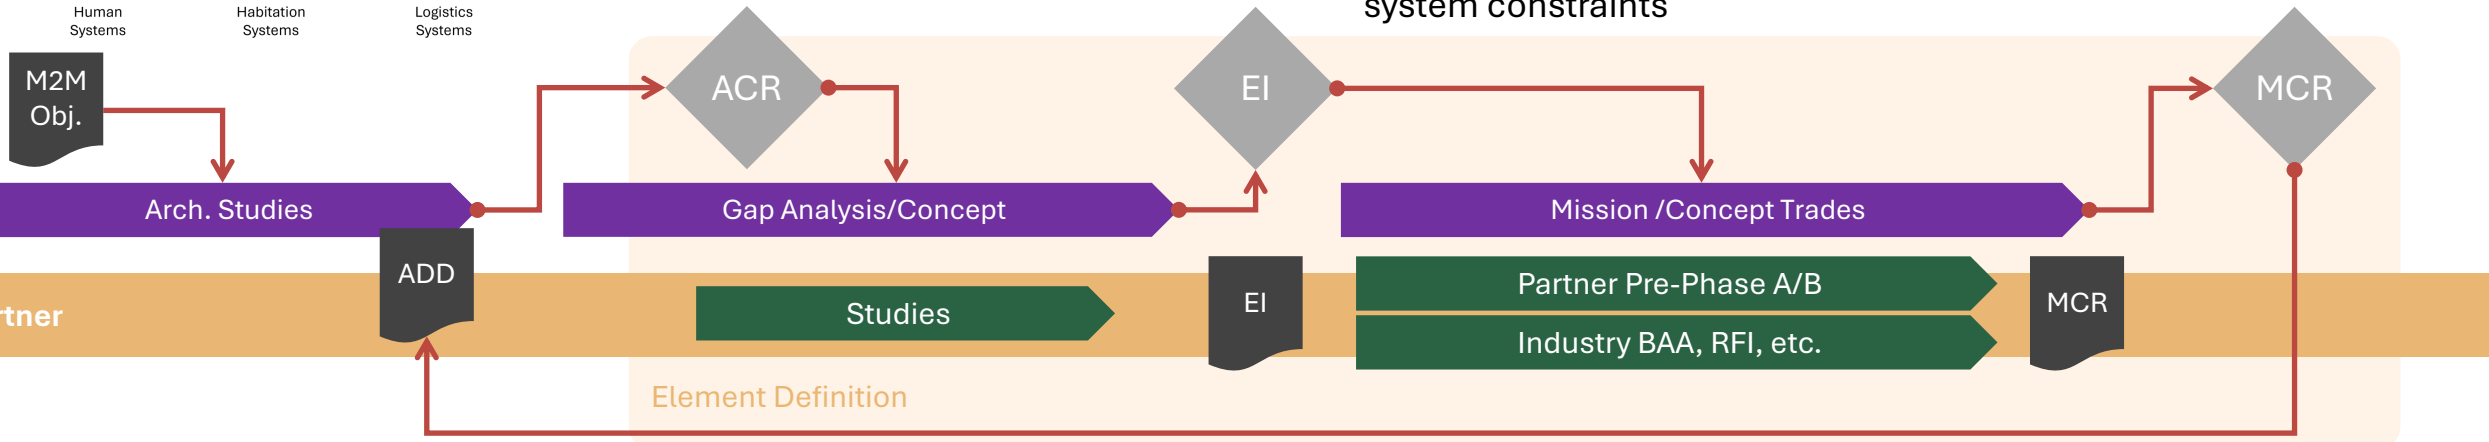 Human
Systems
Habitation
Systems
Logistics
Systems
system constraints
M2M
Obj.
ACR
EI
MCR
Arch. Studies
Gap Analysis/Concept
Mission /Concept Trades
ADD
Studies
EI
Partner Pre-Phase A/B
Industry BAA, RFI, etc.
MCR
rtner
Element Definition